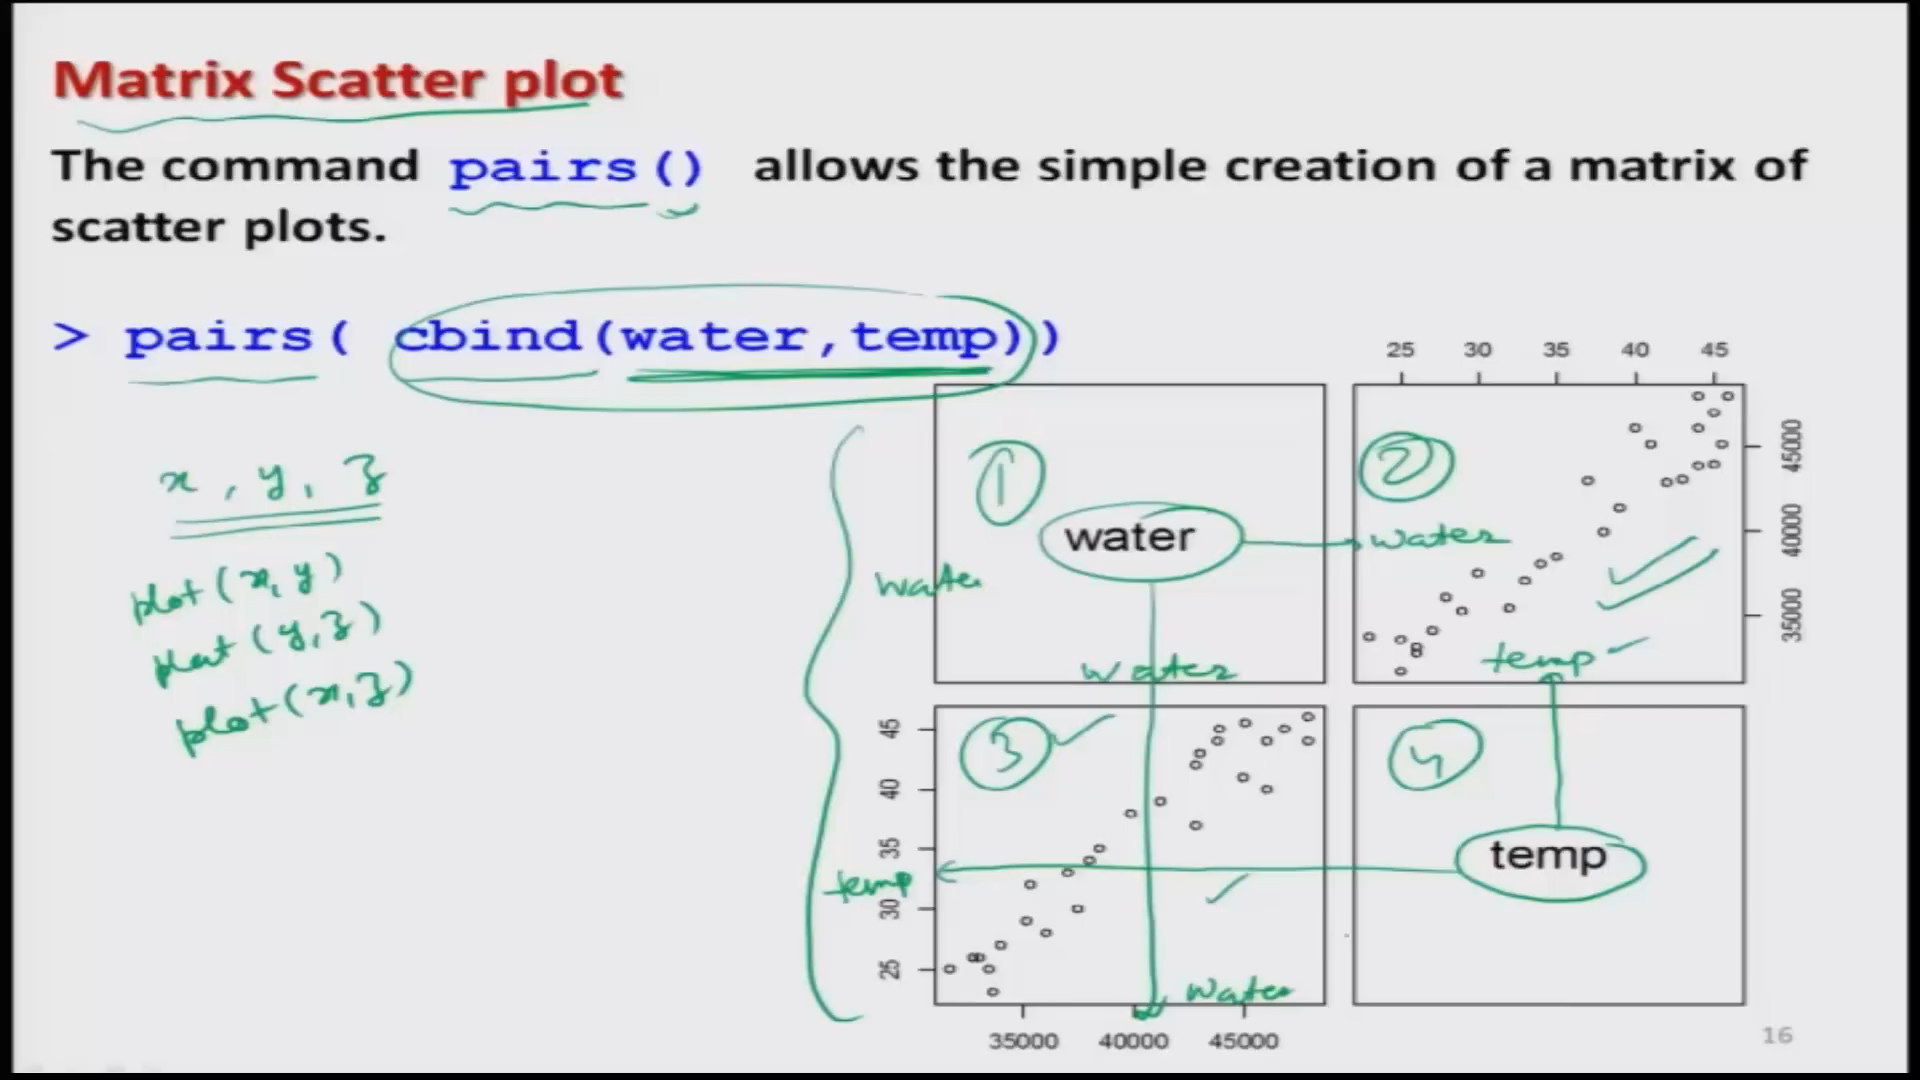 Matrix Scatter plot
The command pairs() allows the simple creation of a matrix of
scatter plots.
> pairs( cbind(water,temp))
x, y, z
plot(x,y)
plot(y,z)
plot(x,z)
25 30 35 40 45
1
water
water
water
2
water
temp
45000
40000
35000
3
temp
water
45
40
35
30
25
35000 40000 45000
4
temp
16